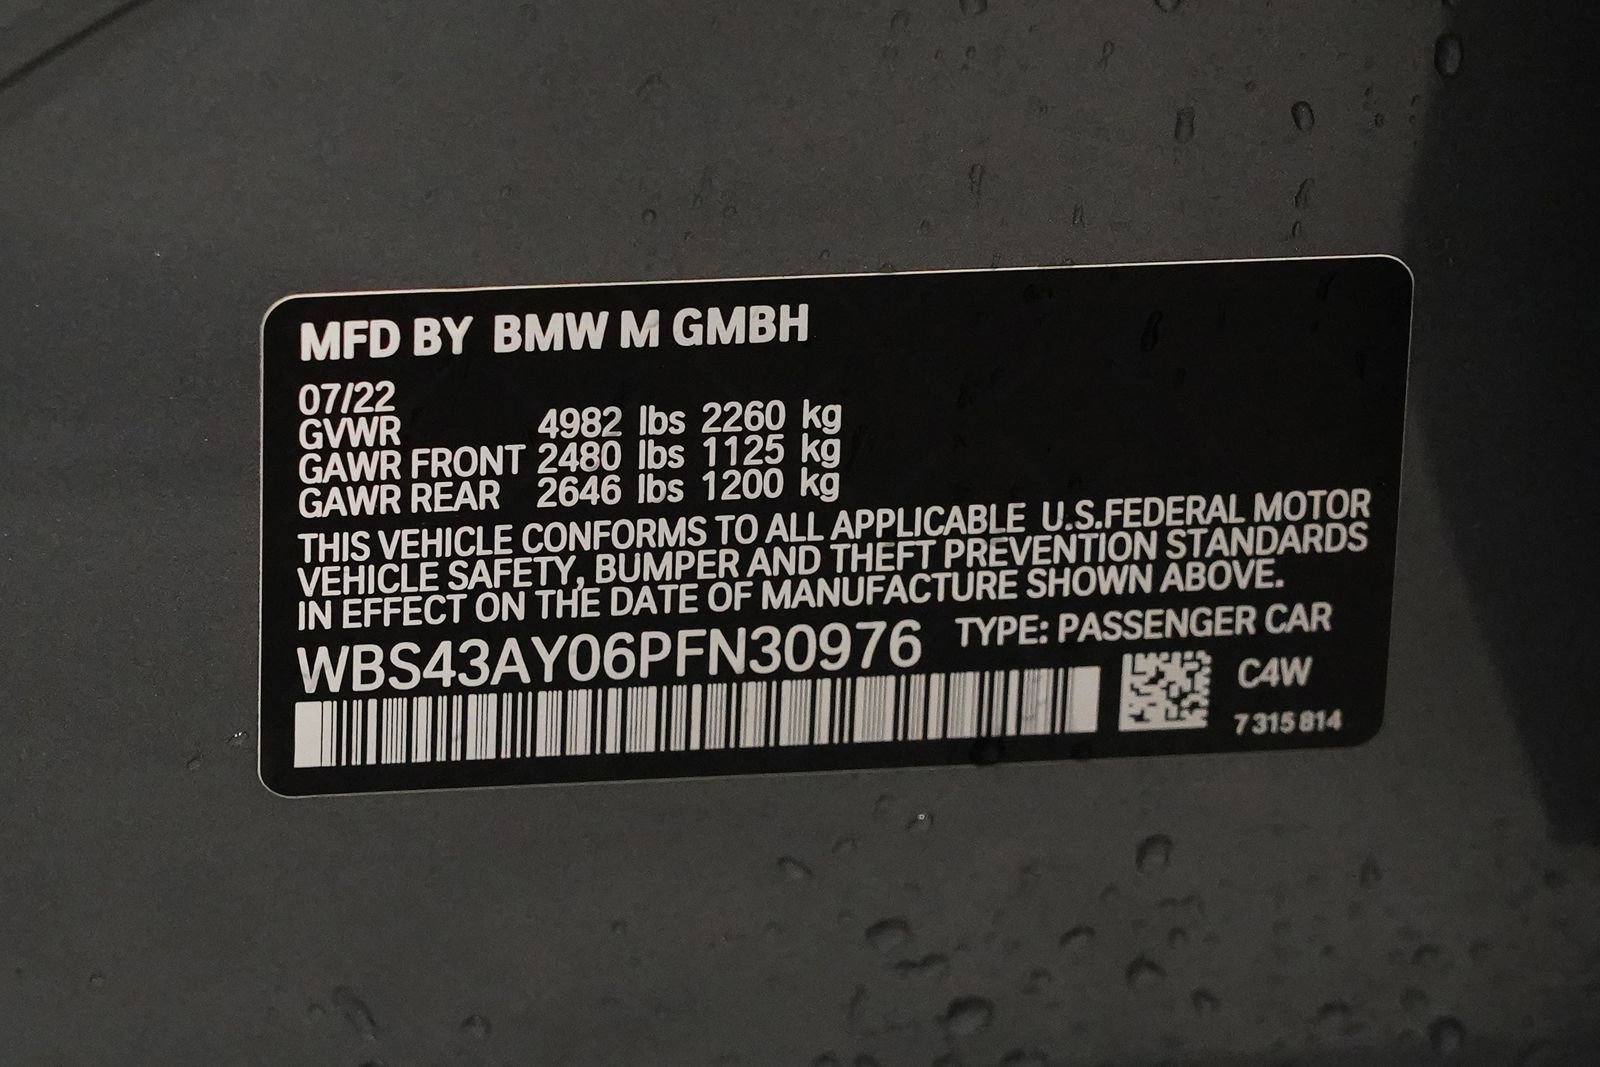 MFD BY BMW M GMBH
07/22
GVWR 4982 lbs 2260 kg
GAWR FRONT 2480 lbs 1125 kg
GAWR REAR 2646 lbs 1200 kg
THIS VEHICLE CONFORMS TO ALL APPLICABLE U.S.FEDERAL MOTOR
VEHICLE SAFETY, BUMPER AND THEFT PREVENTION STANDARDS
IN EFFECT ON THE DATE OF MANUFACTURE SHOWN ABOVE.
WBS43AY06PFN30976 TYPE: PASSENGER CAR
C4W
7 315 814